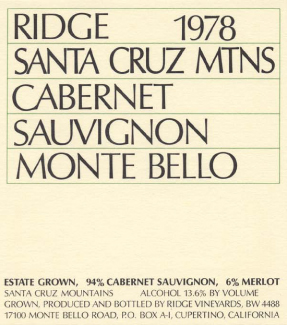 RIDGE 1978
SANTA CRUZ MTNS
CABERNET
SAUVIGNON
MONTE BELLO
ESTATE GROWN, 94% CABERNET SAUVIGNON, 6% MERLOT
SANTA CRUZ MOUNTAINS ALCOHOL 13.6% BY VOLUME
GROWN, PRODUCED AND BOTTLED BY RIDGE VINEYARDS, BW 4488
17100 MONTE BELLO ROAD, P.O. BOX A-I, CUPERTINO, CALIFORNIA